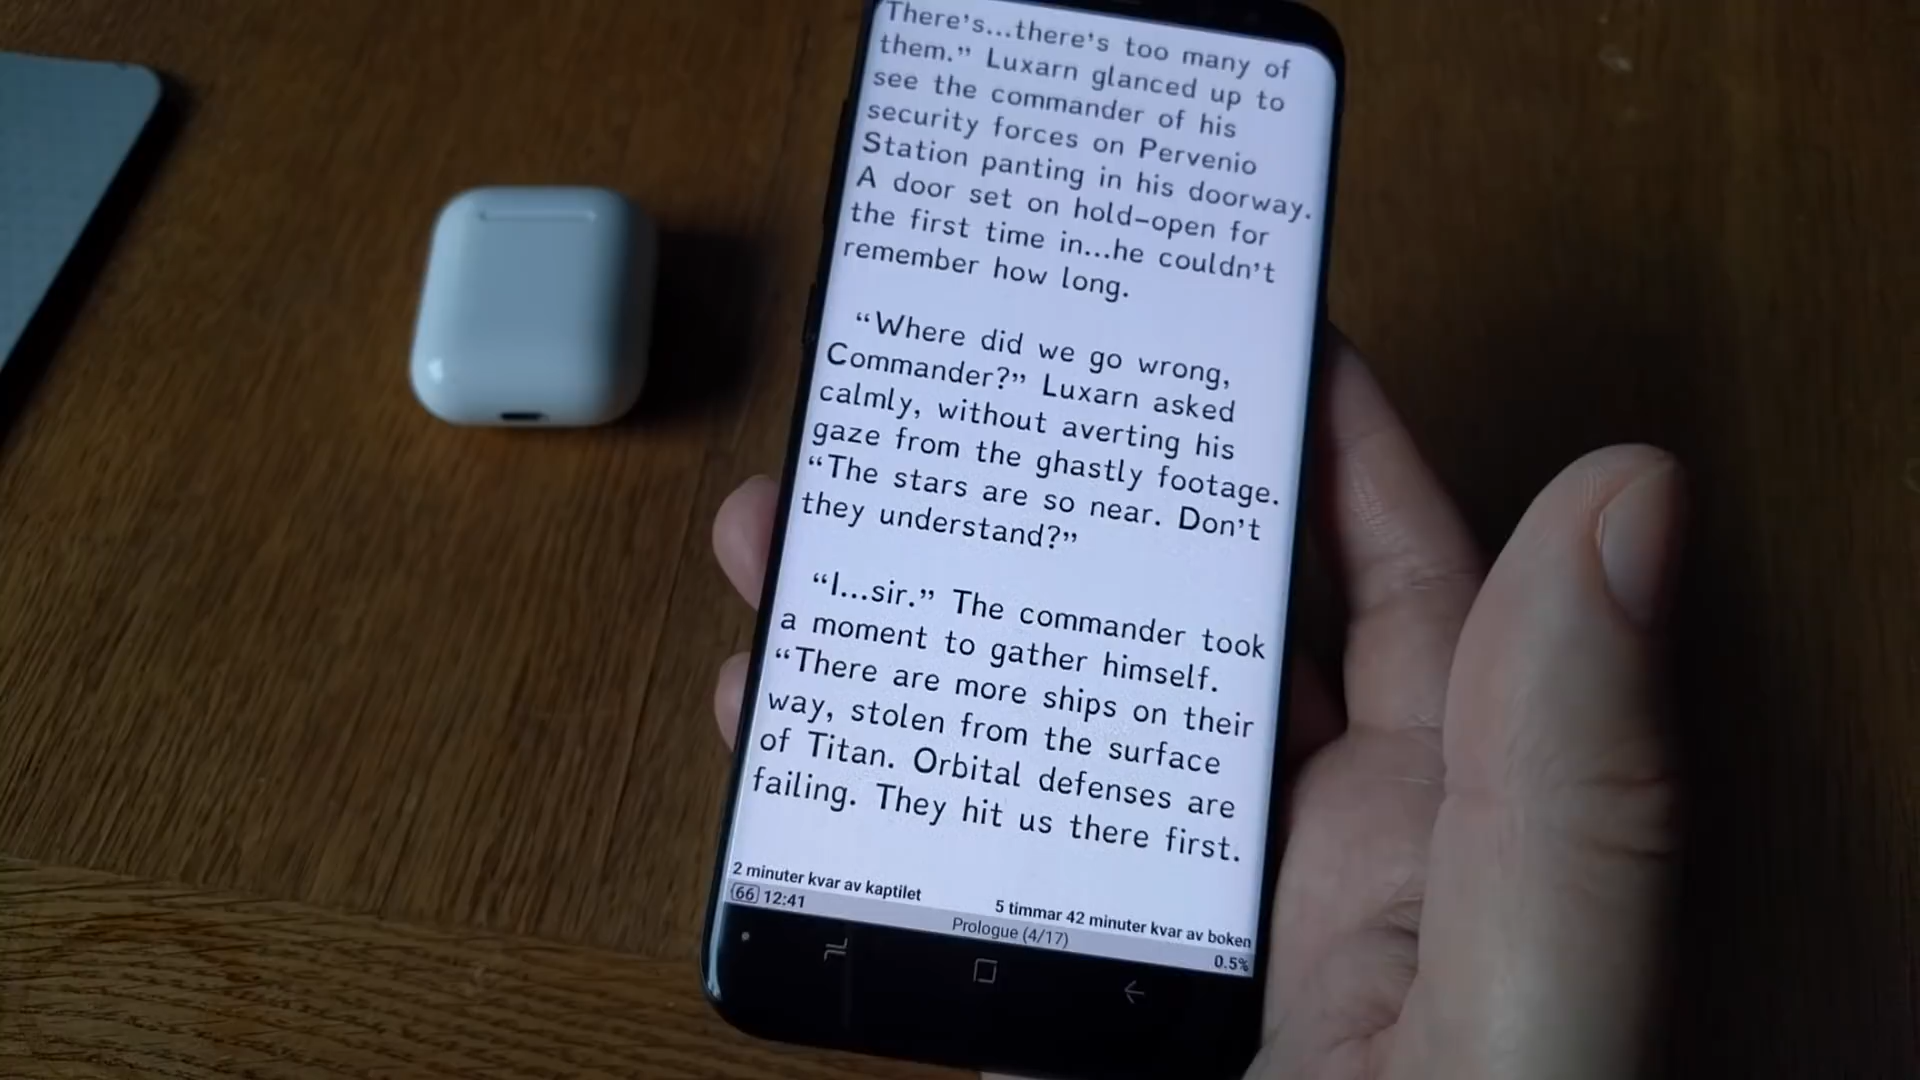 There's...there's too many of
them.” Luxarn glanced up to
see the commander of his
security forces on Pervenio
Station panting in his doorway.
A door set on hold-open for
the first time in...he couldn't
remember how long.
“Where did we go wrong,
Commander?” Luxarn asked
calmly, without averting his
gaze from the ghastly footage.
“The stars are so near. Don't
they understand?”
“I...sir.” The commander took
a moment to gather himself.
“There are more ships on their
way, stolen from the surface
of Titan. Orbital defenses are
failing. They hit us there first.
2 minuter kvar av kaptilet
5 timmar 42 minuter kvar av boken
66 12:41
Prologue (4/17)
0.5%